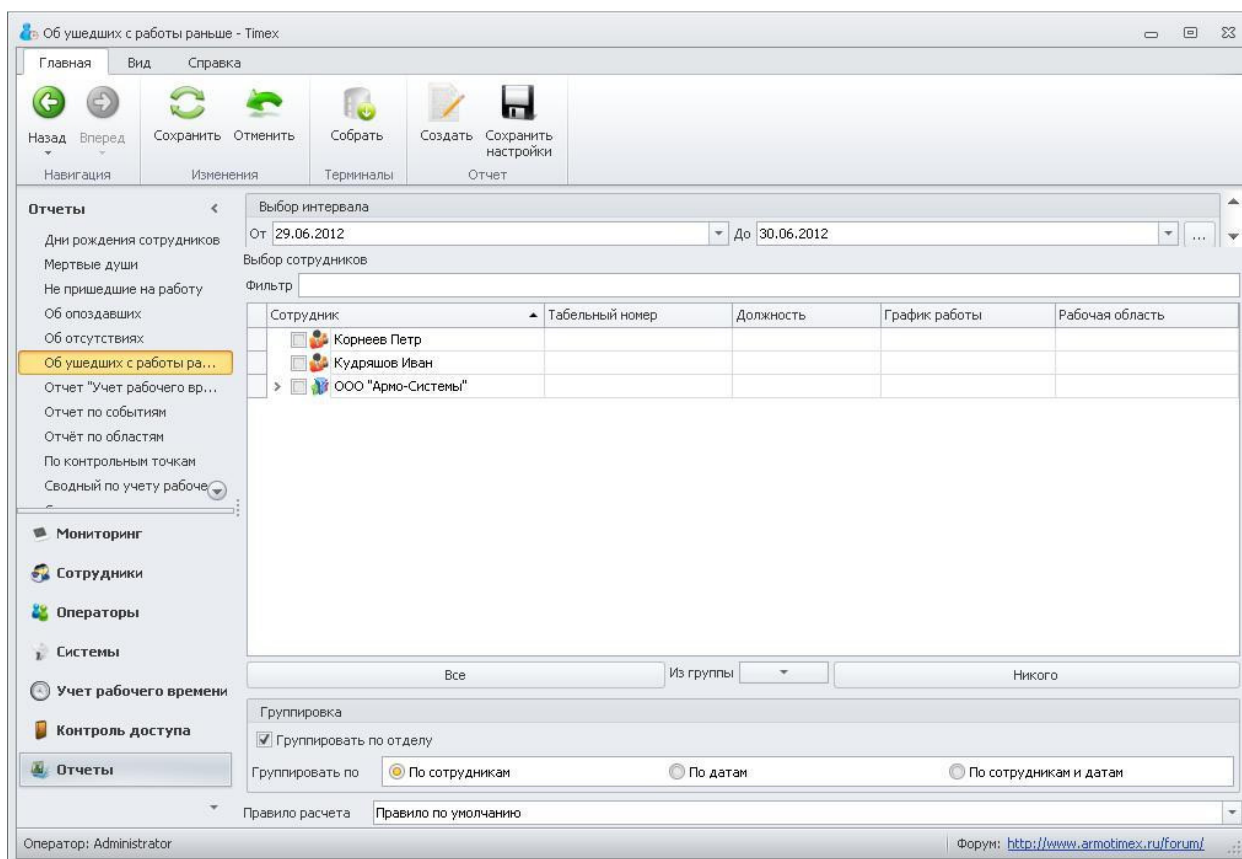 Об ушедших с работы раньше - Timex
Главная Вид Справка
Назад Вперед Сохранить Отменить Собрать Создать Сохранить настройки
Навигация Изменения Терминалы Отчет
Отчеты
Дни рождения сотрудников
Мертвые души
Не пришедшие на работу
Об опоздавших
Об отсутствиях
Об ушедших с работы ра...
Отчет "Учет рабочего вр...
Отчет по событиям
Отчёт по областям
По контрольным точкам
Сводный по учету рабоче
Мониторинг
Сотрудники
Операторы
Системы
Учет рабочего времени
Контроль доступа
Отчеты
Выбор интервала
От 29.06.2012 До 30.06.2012 ...
Выбор сотрудников
Фильтр
Сотрудник Табельный номер Должность График работы Рабочая область
Корнеев Петр
Кудряшов Иван
ООО "Армо-Системы"
Все Из группы Никого
Группировка
Группировать по отделу
Группировать по По сотрудникам По датам По сотрудникам и датам
Правило расчета Правило по умолчанию
Оператор: Administrator Форум: http://www.armotimex.ru/forum/